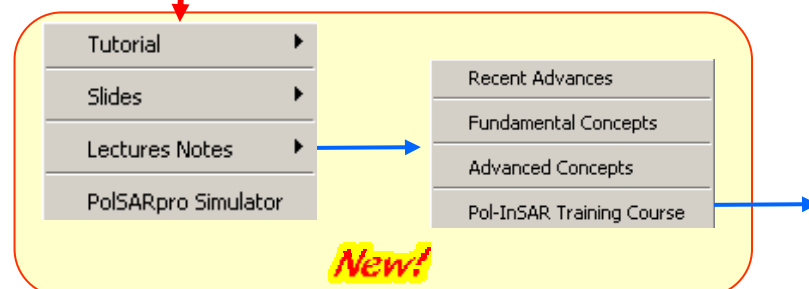 Tutorial
Slides
Lectures Notes
PolSARpro Simulator
Recent Advances
Fundamental Concepts
Advanced Concepts
Pol-InSAR Training Course
New!